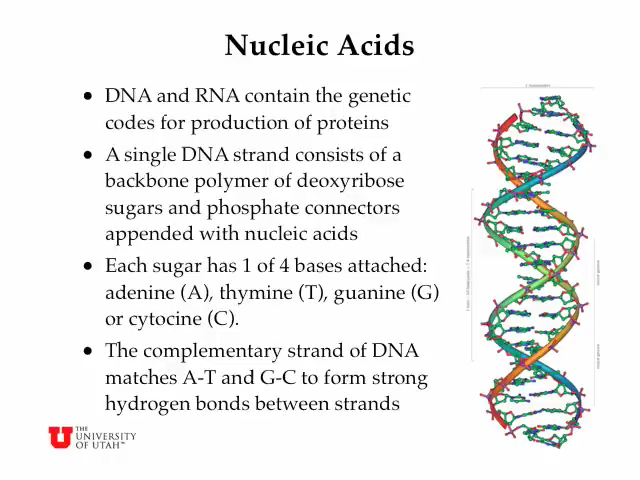 Nucleic Acids
• DNA and RNA contain the genetic
codes for production of proteins
• A single DNA strand consists of a
backbone polymer of deoxyribose
sugars and phosphate connectors
appended with nucleic acids
• Each sugar has 1 of 4 bases attached:
adenine (A), thymine (T), guanine (G)
or cytocine (C).
• The complementary strand of DNA
matches A-T and G-C to form strong
hydrogen bonds between strands
THE
UNIVERSITY
OF UTAH™